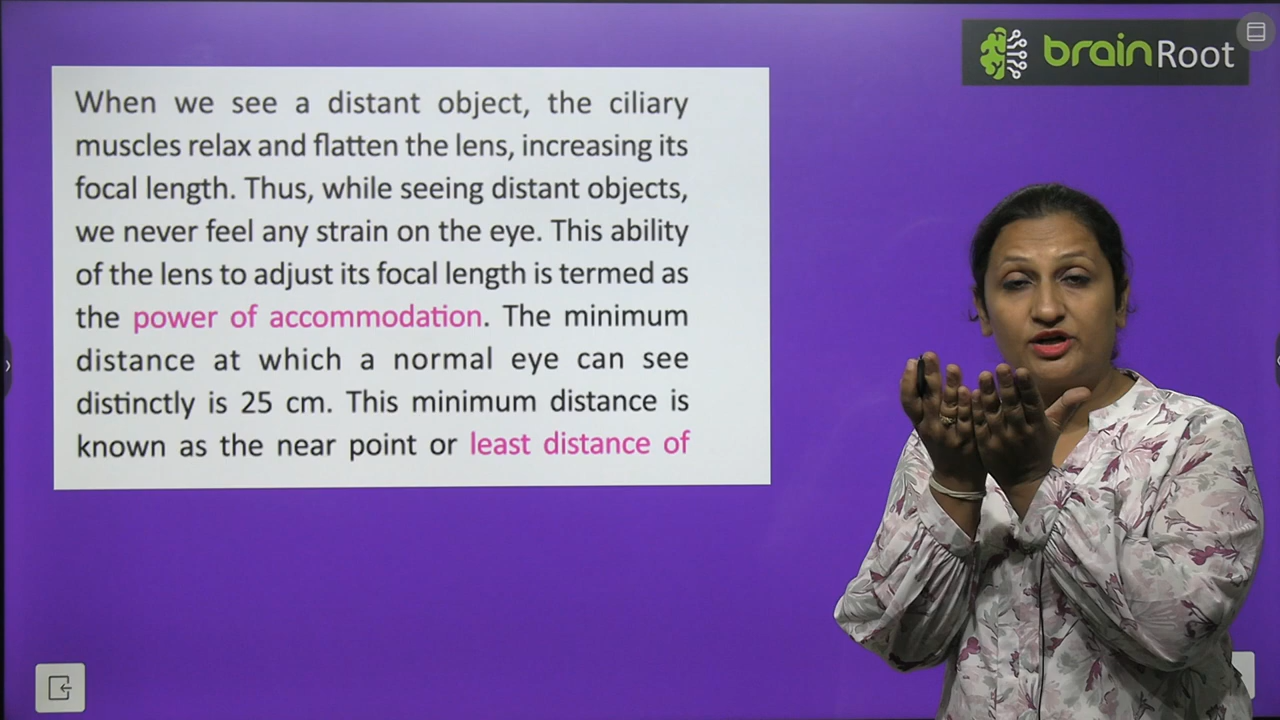 brainRoot
When we see a distant object, the ciliary
muscles relax and flatten the lens, increasing its
focal length. Thus, while seeing distant objects,
we never feel any strain on the eye. This ability
of the lens to adjust its focal length is termed as
the power of accommodation. The minimum
distance at which a normal eye can see
distinctly is 25 cm. This minimum distance is
known as the near point or least distance of